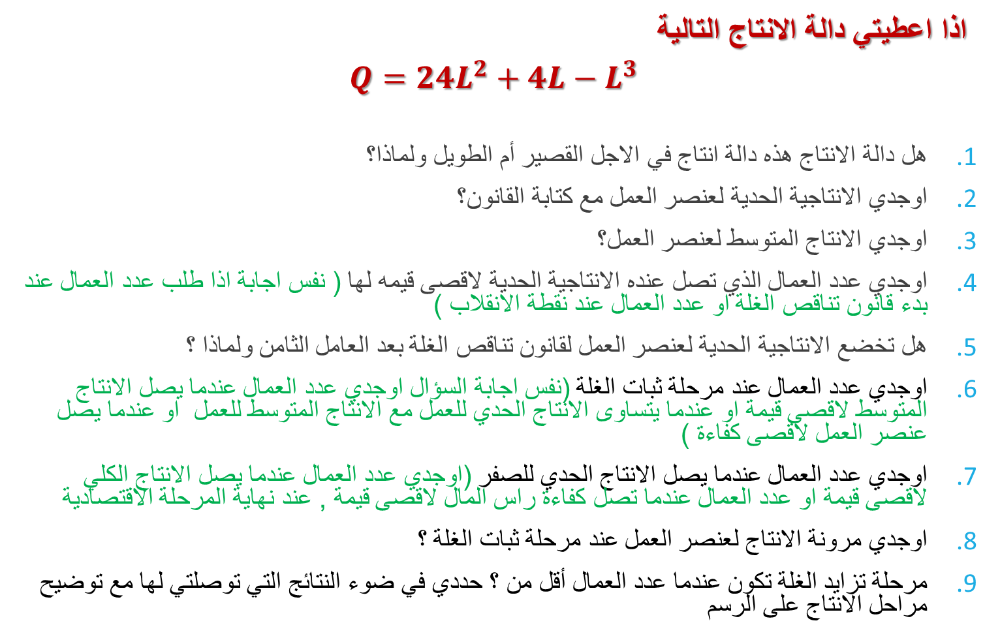 اذا اعطيتي دالة الانتاج التالية
Q = 24L² + 4L − L³
1. هل دالة الانتاج هذه دالة انتاج في الاجل القصير أم الطويل ولماذا؟
2. اوجدي الانتاجية الحدية لعنصر العمل مع كتابة القانون؟
3. اوجدي الانتاج المتوسط لعنصر العمل؟
4. اوجدي عدد العمال الذي تصل عنده الانتاجية الحدية لاقصى قيمه لها ( نفس اجابة اذا طلب عدد العمال عند
بدء قانون تناقص الغلة او عدد العمال عند نقطة الانقلاب )
5. هل تخضع الانتاجية الحدية لعنصر العمل لقانون تناقص الغلة بعد العامل الثامن ولماذا ؟
6. اوجدي عدد العمال عند مرحلة ثبات الغلة (نفس اجابة السؤال اوجدي عدد العمال عندما يصل الانتاج
المتوسط لاقصى قيمة او عندما يتساوى الانتاج الحدي للعمل مع الانتاج المتوسط للعمل او عندما يصل
عنصر العمل لاقصى كفاءة )
7. اوجدي عدد العمال عندما يصل الانتاج الحدي للصفر (اوجدي عدد العمال عندما يصل الانتاج الكلي
لاقصى قيمة او عدد العمال عندما تصل كفاءة راس المال لاقصى قيمة , عند نهاية المرحلة الاقتصادية
8. اوجدي مرونة الانتاج لعنصر العمل عند مرحلة ثبات الغلة ؟
9. مرحلة تزايد الغلة تكون عندما عدد العمال أقل من ؟ حددي في ضوء النتائج التي توصلتي لها مع توضيح
مراحل الانتاج على الرسم